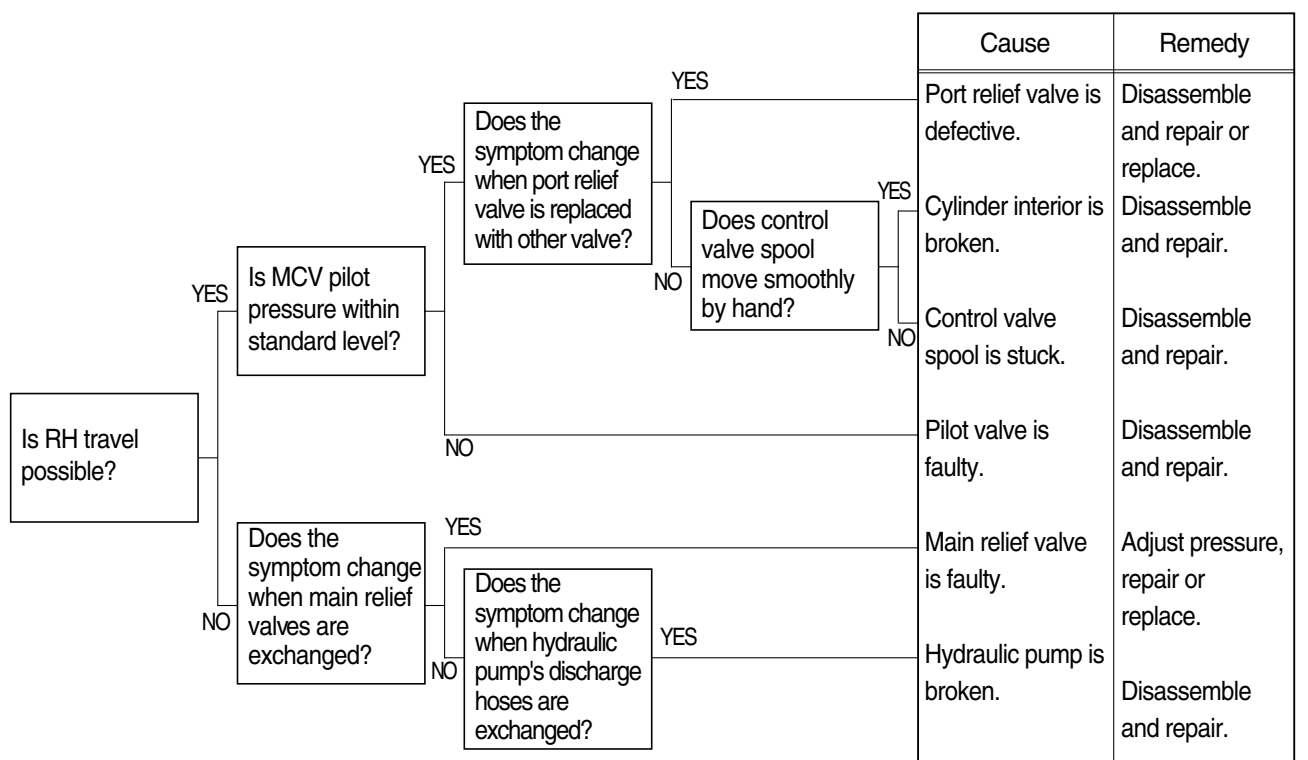 Cause
Remedy
YES
Port relief valve is
defective.
Disassemble
and repair or
replace.
Does the
symptom change
when port relief
valve is replaced
with other valve?
YES
YES
Cylinder interior is
broken.
Disassemble
and repair.
Does control
valve spool
move smoothly
by hand?
NO
Is MCV pilot
pressure within
standard level?
YES
NO
Control valve
spool is stuck.
Disassemble
and repair.
Is RH travel
possible?
NO
Pilot valve is
faulty.
Disassemble
and repair.
YES
Main relief valve
is faulty.
Adjust pressure,
repair or
replace.
Does the
symptom change
when main relief
valves are
exchanged?
NO
Does the
symptom change
when hydraulic
pump's discharge
hoses are
exchanged?
NO
YES
Hydraulic pump is
broken.
Disassemble
and repair.